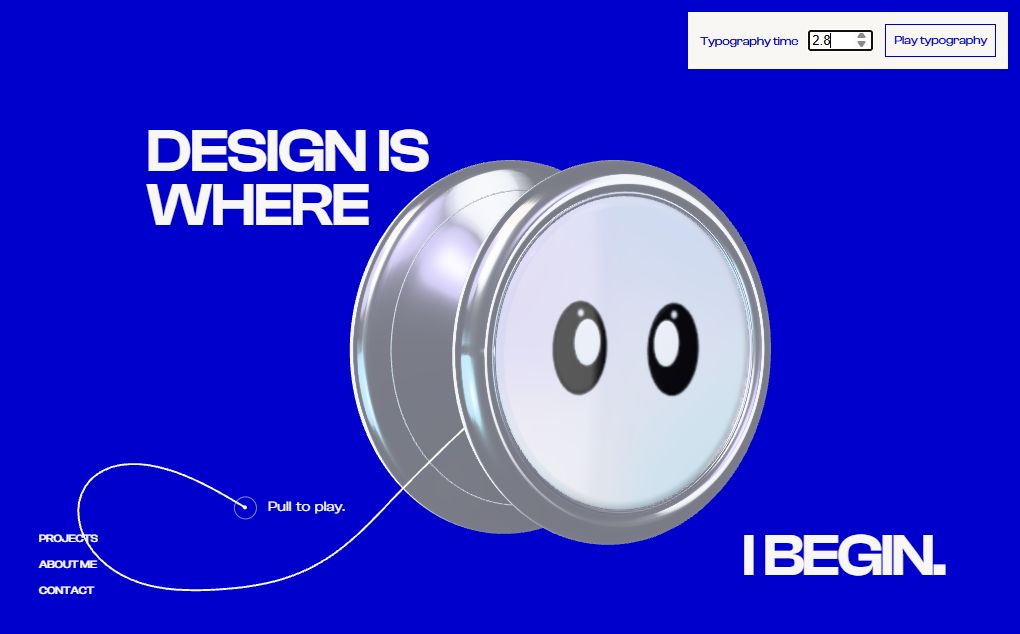 Typography time 2.8 Play typography
DESIGN IS
WHERE
Pull to play.
PROJECTS
ABOUT ME
CONTACT
I BEGIN.